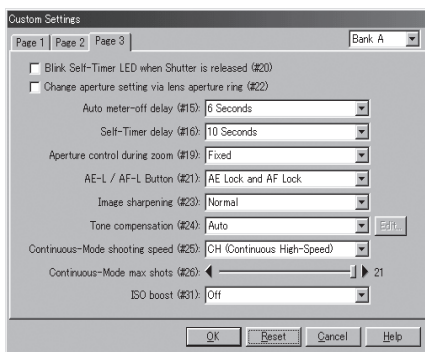 Custom Settings
Page 1 Page 2 Page 3 Bank A
Blink Self-Timer LED when Shutter is released (#20)
Change aperture setting via lens aperture ring (#22)
Auto meter-off delay (#15): 6 Seconds
Self-Timer delay (#16): 10 Seconds
Aperture control during zoom (#19): Fixed
AE-L / AF-L Button (#21): AE Lock and AF Lock
Image sharpening (#23): Normal
Tone compensation (#24): Auto Edit...
Continuous-Mode shooting speed (#25): CH (Continuous High-Speed)
Continuous-Mode max shots (#26): 21
ISO boost (#31): Off
OK Reset Cancel Help